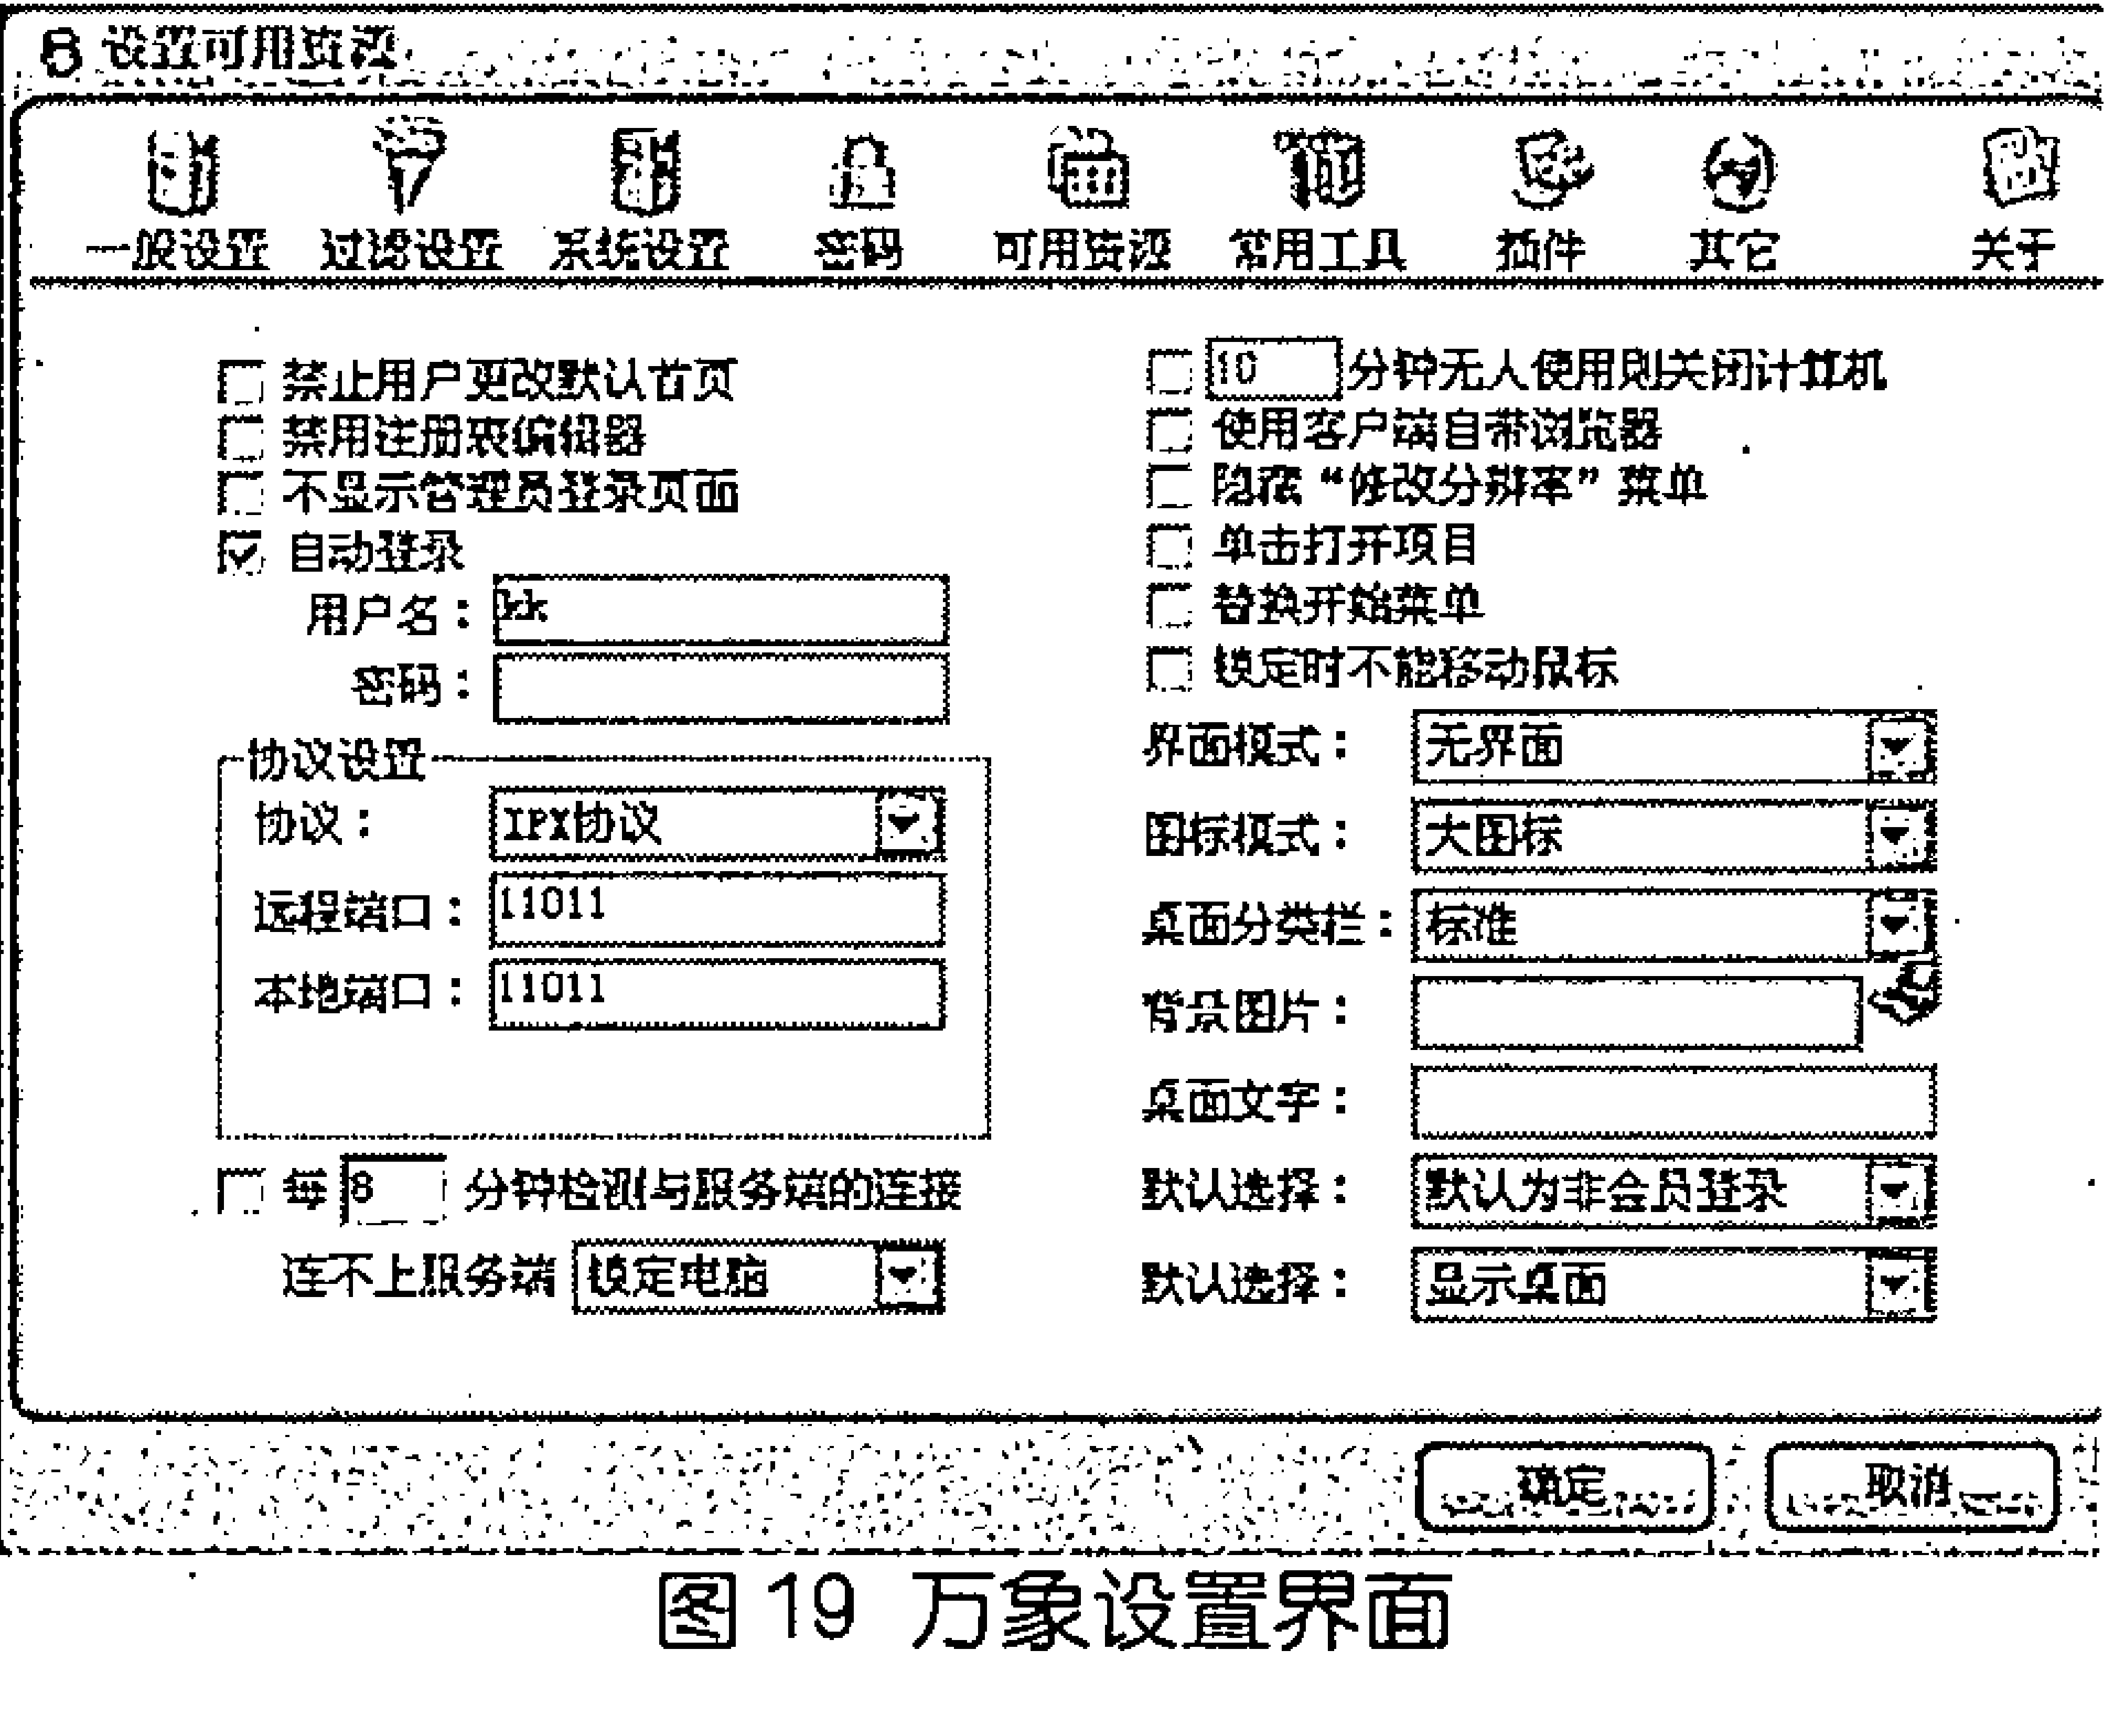 设置可用资源
一般设置 过滤设置 系统设置 密码 可用资源 常用工具 插件 其它 关于
禁止用户更改默认首页
禁用注册表编辑器
不显示管理员登录页面
自动登录
用户名：kk
密码：
协议设置
协议：IPX协议
远程端口：11011
本地端口：11011
每 8 分钟检测与服务端的连接
连不上服务端 锁定电脑
10 分钟无人使用则关闭计算机
使用客户端自带浏览器
隐藏“修改分辨率”菜单
单击打开项目
替换开始菜单
锁定时不能移动鼠标
界面模式：无界面
图标模式：大图标
桌面分类栏：标准
背景图片：
桌面文字：
默认选择：默认为非会员登录
默认选择：显示桌面
确定 取消
图 19 万象设置界面